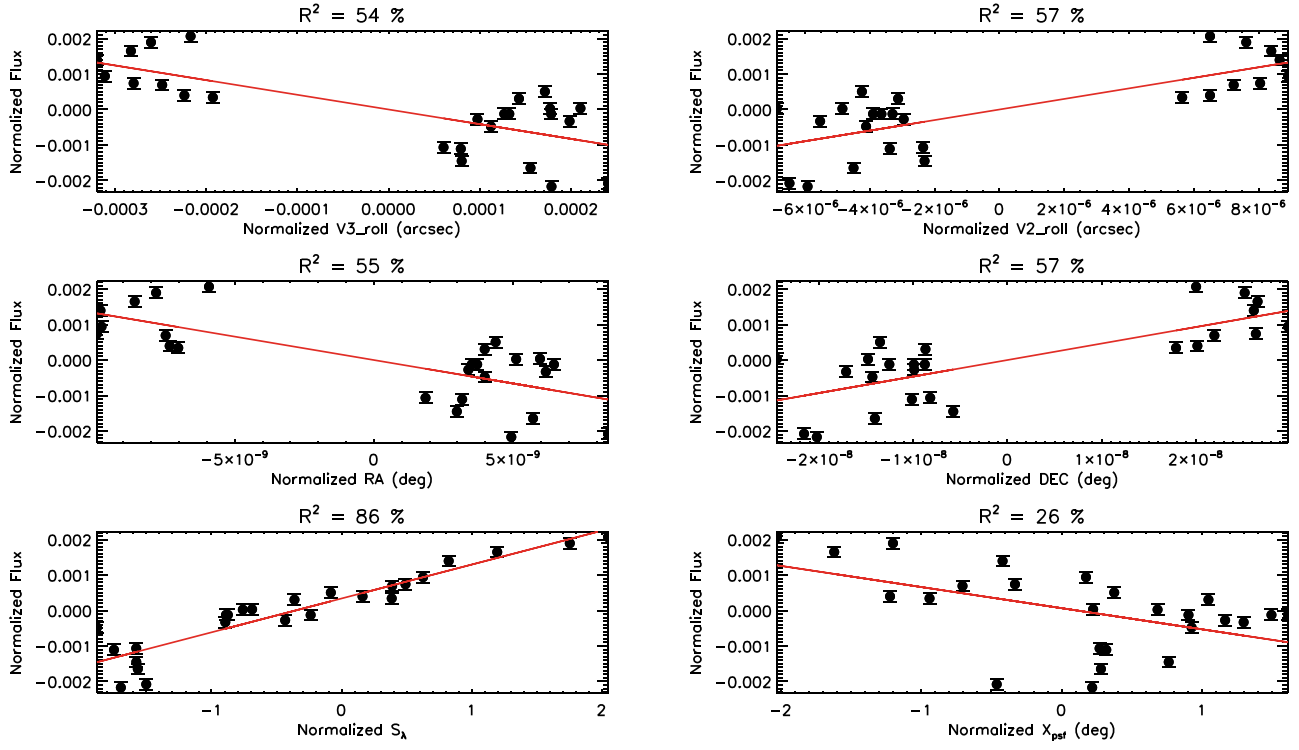 R² = 54 %
Normalized Flux
0.002
0.001
0.000
−0.001
−0.002
−0.0003 −0.0002 −0.0001 0.0000 0.0001 0.0002
Normalized V3_roll (arcsec)
R² = 57 %
Normalized Flux
0.002
0.001
0.000
−0.001
−0.002
−6×10⁻⁶ −4×10⁻⁶ −2×10⁻⁶ 0 2×10⁻⁶ 4×10⁻⁶ 6×10⁻⁶ 8×10⁻⁶
Normalized V2_roll (arcsec)
R² = 55 %
Normalized Flux
0.002
0.001
0.000
−0.001
−0.002
−5×10⁻⁹ 0 5×10⁻⁹
Normalized RA (deg)
R² = 57 %
Normalized Flux
0.002
0.001
0.000
−0.001
−0.002
−2×10⁻⁸ −1×10⁻⁸ 0 1×10⁻⁸ 2×10⁻⁸
Normalized DEC (deg)
R² = 86 %
Normalized Flux
0.002
0.001
0.000
−0.001
−0.002
−1 0 1 2
Normalized S_λ
R² = 26 %
Normalized Flux
0.002
0.001
0.000
−0.001
−0.002
−2 −1 0 1
Normalized X_psf (deg)